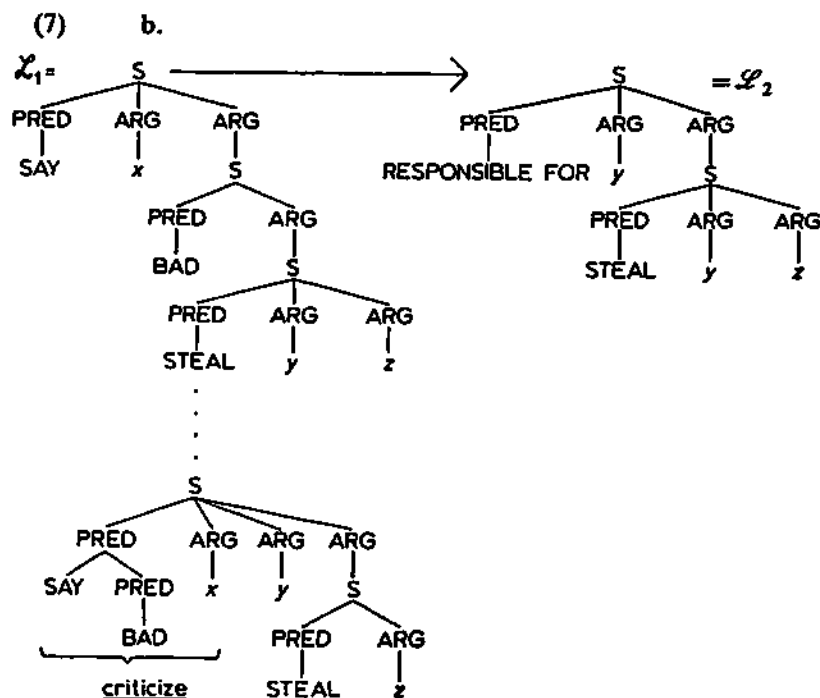 (7) b.
ℒ₁= S S =ℒ₂
PRED ARG ARG PRED ARG ARG
SAY x S RESPONSIBLE FOR y S
PRED ARG PRED ARG ARG
BAD S STEAL y z
PRED ARG ARG
STEAL y z
S
PRED ARG ARG ARG
SAY PRED x y S
BAD PRED ARG
criticize STEAL z